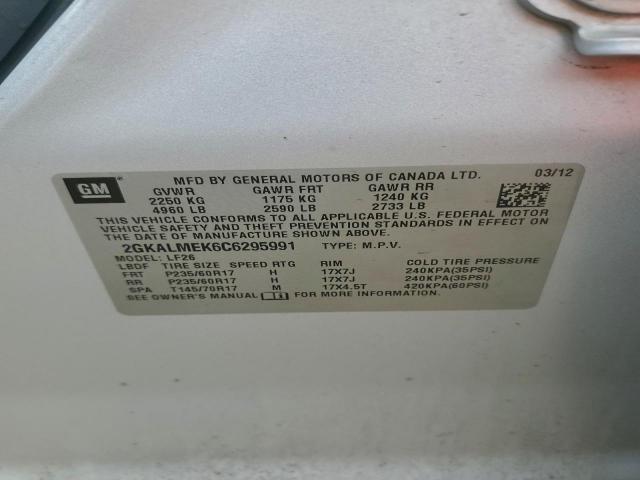 GM
MFD BY GENERAL MOTORS OF CANADA LTD. 03/12
GVWR GAWR FRT GAWR RR
2250 KG 1175 KG 1240 KG
4960 LB 2590 LB 2733 LB
THIS VEHICLE CONFORMS TO ALL APPLICABLE U.S. FEDERAL MOTOR
VEHICLE SAFETY AND THEFT PREVENTION STANDARDS IN EFFECT ON
THE DATE OF MANUFACTURE SHOWN ABOVE.
2GKALMEK6C6295991 TYPE: M.P.V.
MODEL: LF26
LBDF TIRE SIZE SPEED RTG RIM COLD TIRE PRESSURE
FRT P235/60R17 H 17X7J 240KPA(35PSI)
RR P235/60R17 H 17X7J 240KPA(35PSI)
SPA T145/70R17 M 17X4.5T 420KPA(60PSI)
SEE OWNER'S MANUAL FOR MORE INFORMATION.